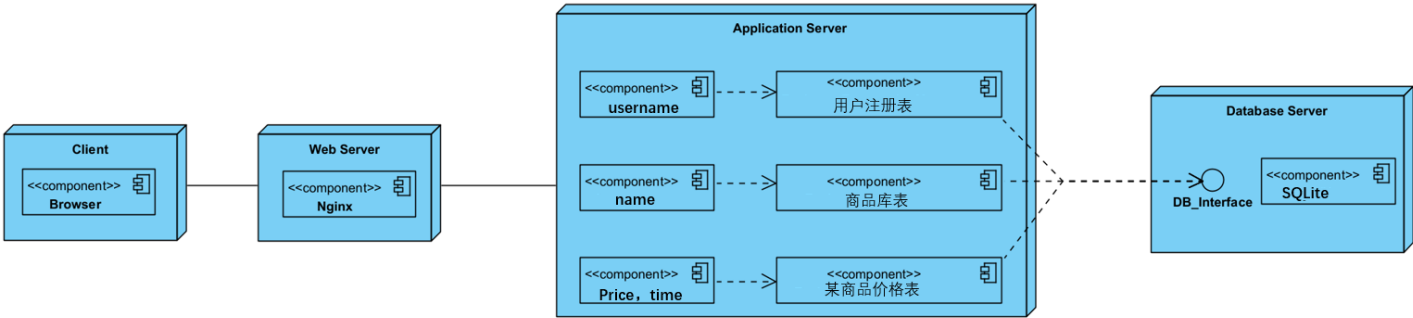 Client
<<component>>
Browser
Web Server
<<component>>
Nginx
Application Server
<<component>>
username
<<component>>
用户注册表
<<component>>
name
<<component>>
商品库表
<<component>>
Price，time
<<component>>
某商品价格表
Database Server
DB_Interface
<<component>>
SQLite